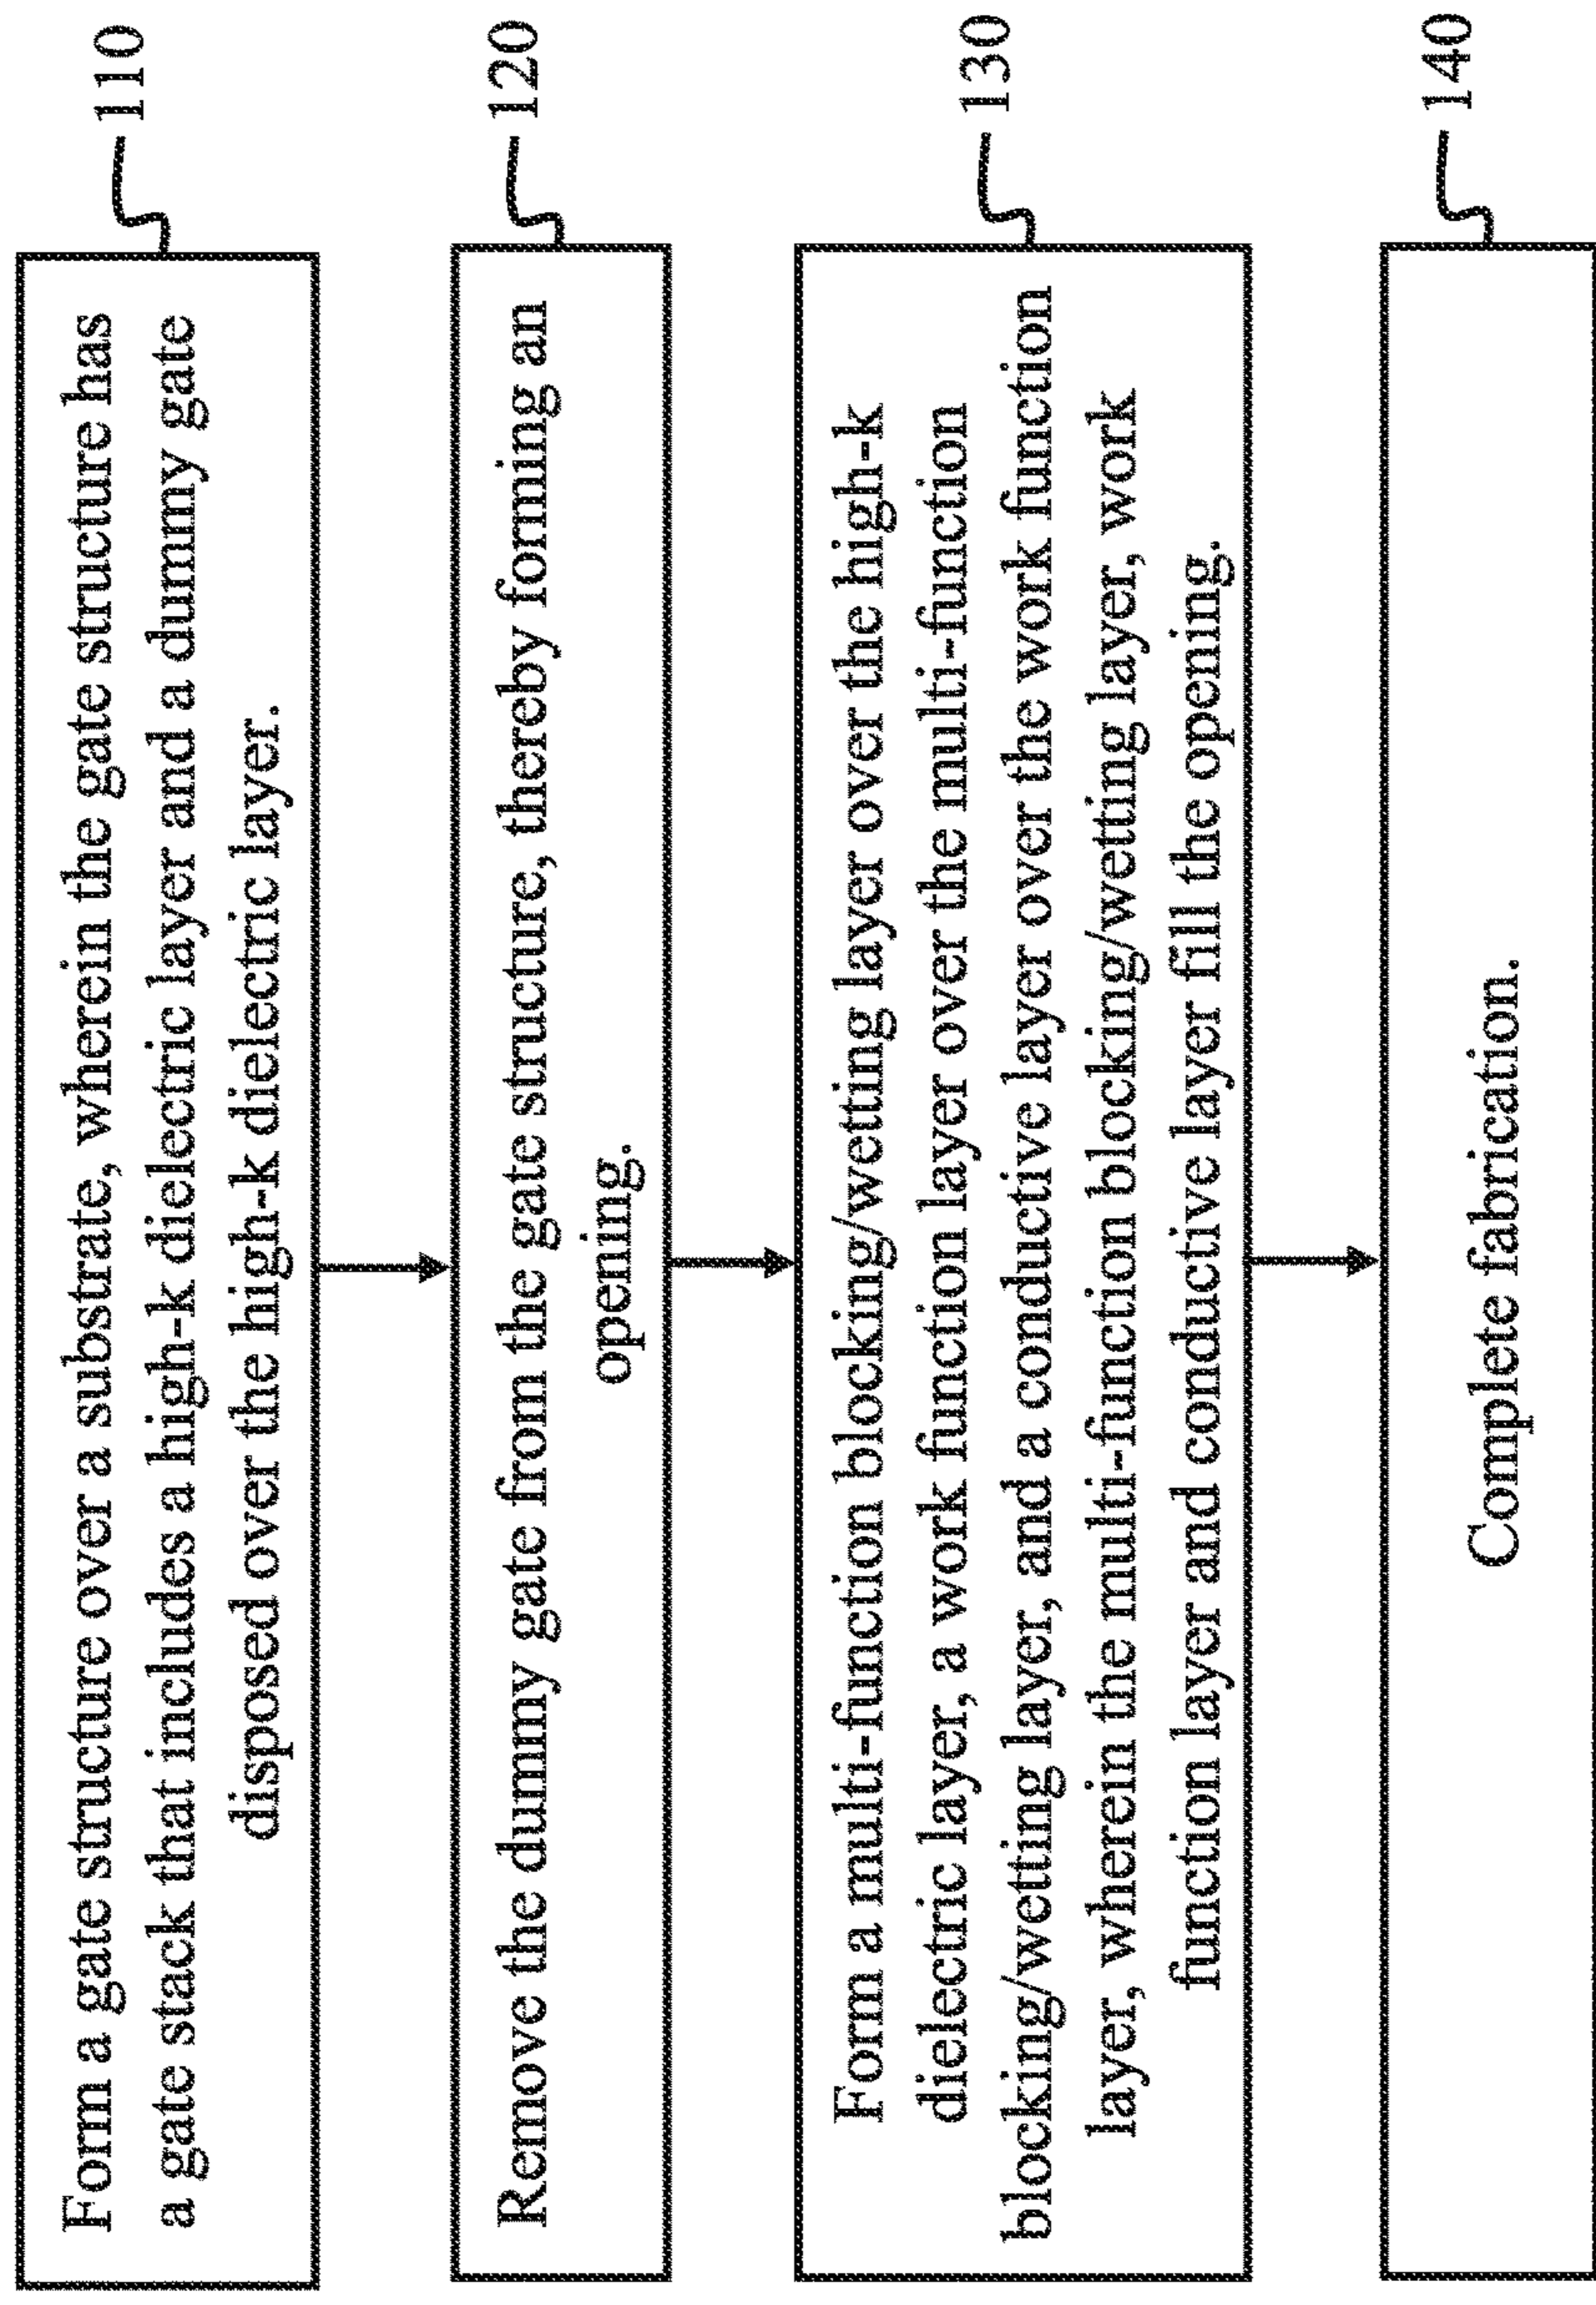 Form a gate structure over a substrate, wherein the gate structure has
a gate stack that includes a high-k dielectric layer and a dummy gate
disposed over the high-k dielectric layer.
110
Remove the dummy gate from the gate structure, thereby forming an
opening.
120
Form a multi-function blocking/wetting layer over the high-k
dielectric layer, a work function layer over the multi-function
blocking/wetting layer, and a conductive layer over the work function
layer, wherein the multi-function blocking/wetting layer, work
function layer and conductive layer fill the opening.
130
Complete fabrication.
140